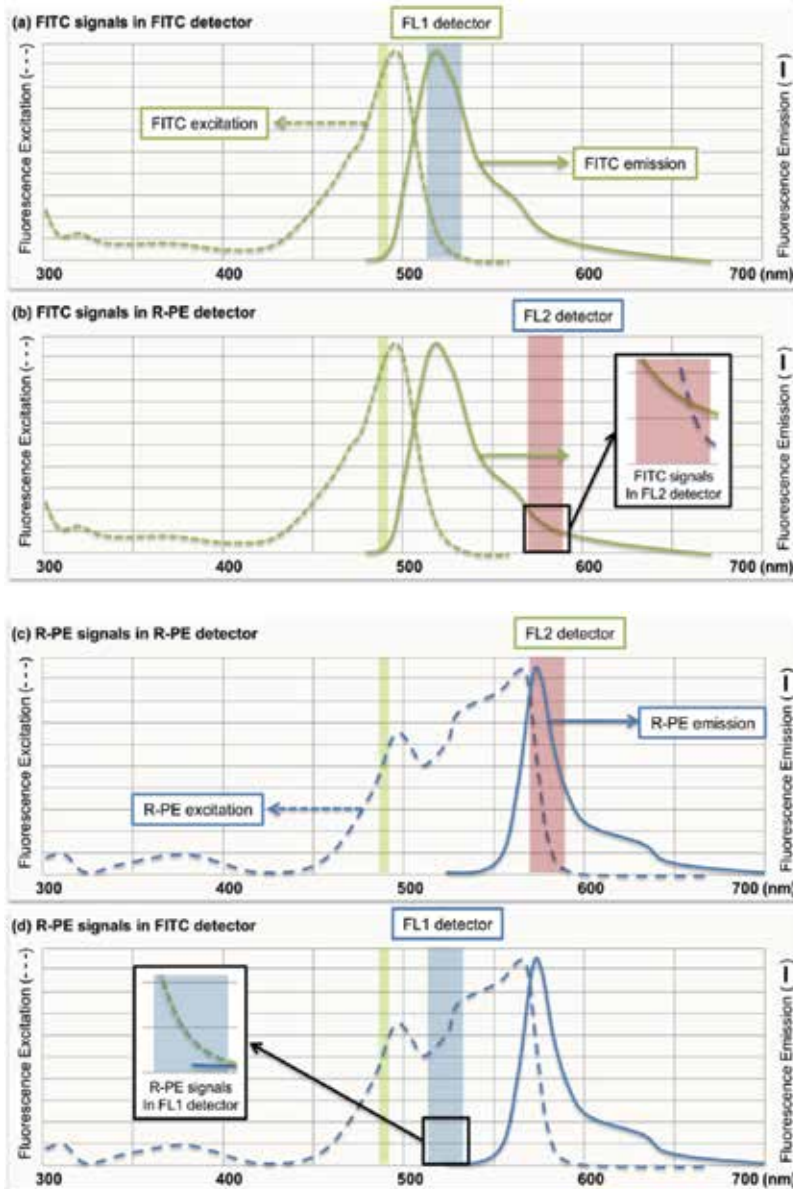 (a) FITC signals in FITC detector
FL1 detector
Fluorescence Excitation (- - -)
FITC excitation
FITC emission
Fluorescence Emission (—)
300 400 500 600 700 (nm)
(b) FITC signals in R-PE detector
FL2 detector
Fluorescence Excitation (- - -)
FITC signals
In FL2 detector
Fluorescence Emission (—)
300 400 500 600 700 (nm)
(c) R-PE signals in R-PE detector
FL2 detector
Fluorescence Excitation (- - -)
R-PE emission
R-PE excitation
Fluorescence Emission (—)
300 400 500 600 700 (nm)
(d) R-PE signals in FITC detector
FL1 detector
Fluorescence Excitation (- - -)
R-PE signals
In FL1 detector
Fluorescence Emission (—)
300 400 500 600 700 (nm)